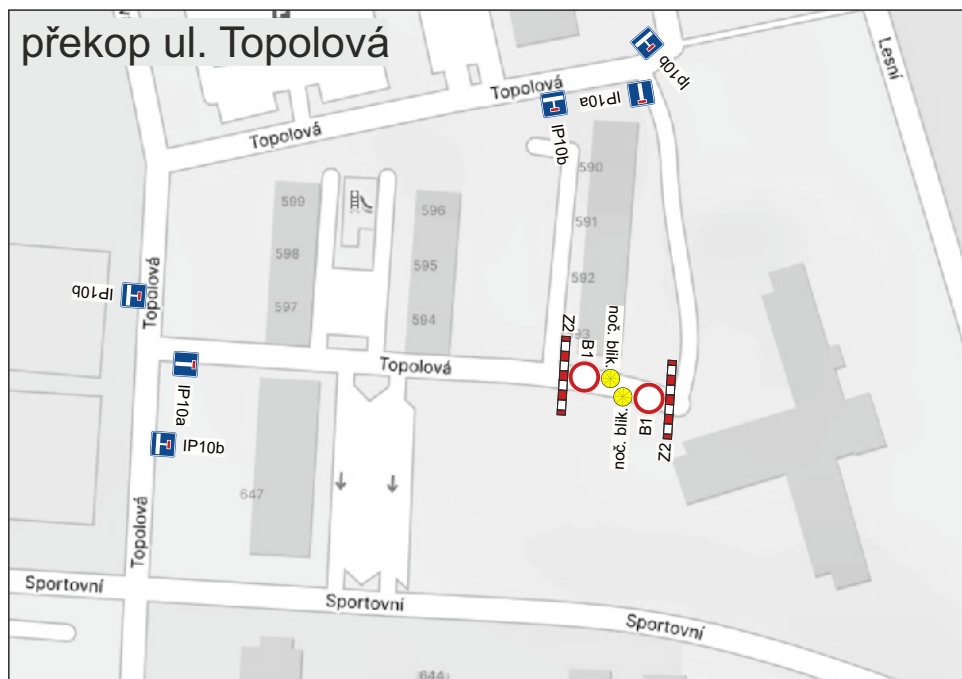 překop ul. Topolová
Ip10b
Lesní
Topolová
IP10a
IP10b
Topolová
590
599
596
591
598
595
592
IP10b
Topolová
597
594
Z2
B1
noč. blik.
Topolová
IP10a
noč. blik.
B1
Z2
IP10b
647
Topolová
Sportovní
Sportovní
Sportovní
644